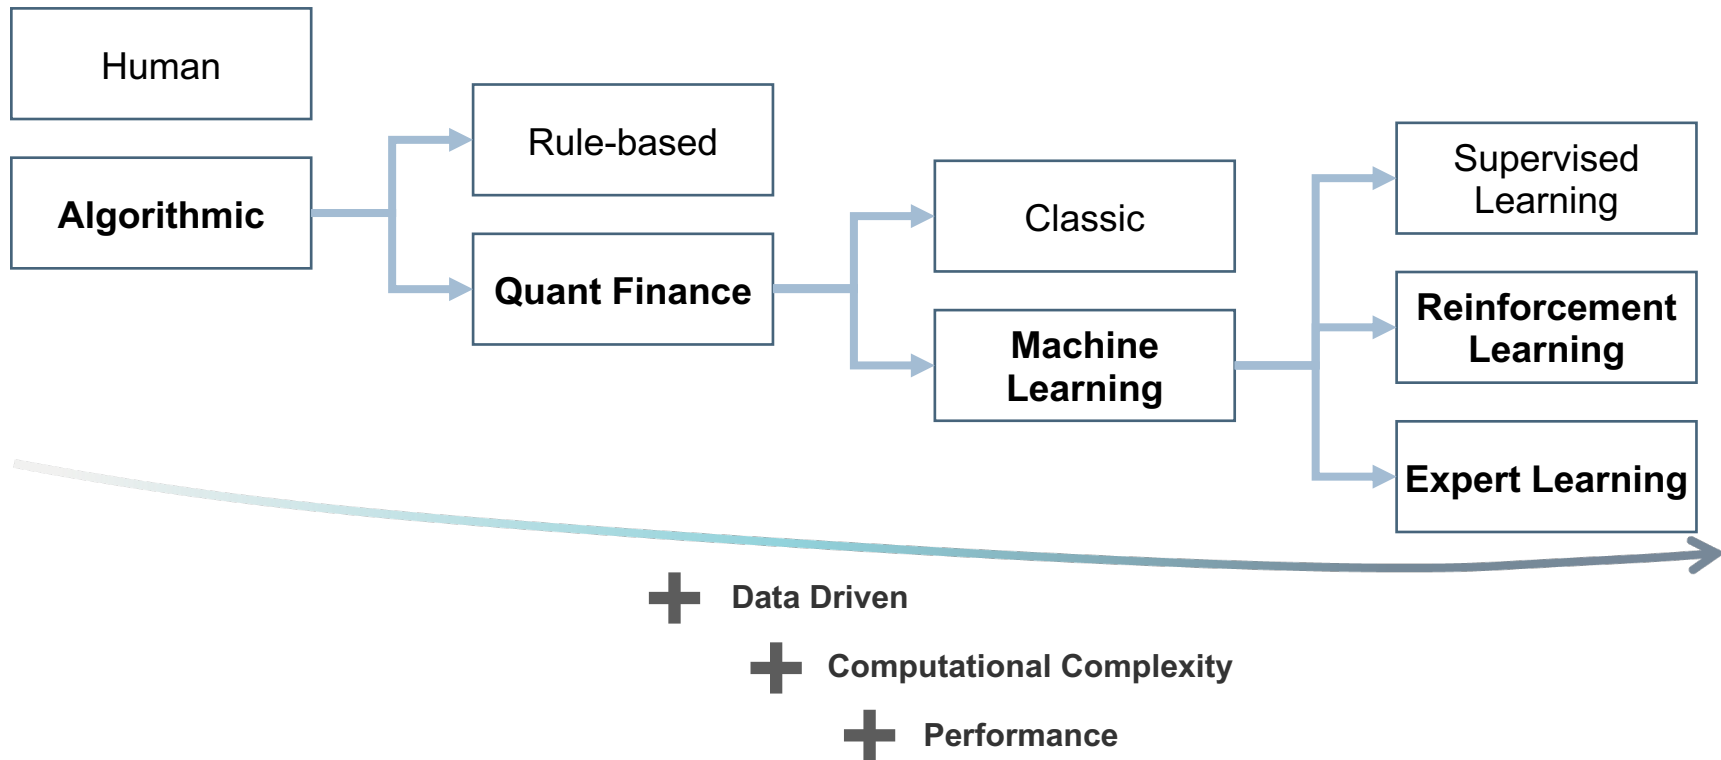 Human
Algorithmic
Rule-based
Quant Finance
Classic
Machine
Learning
Supervised
Learning
Reinforcement
Learning
Expert Learning
Data Driven
Computational Complexity
Performance